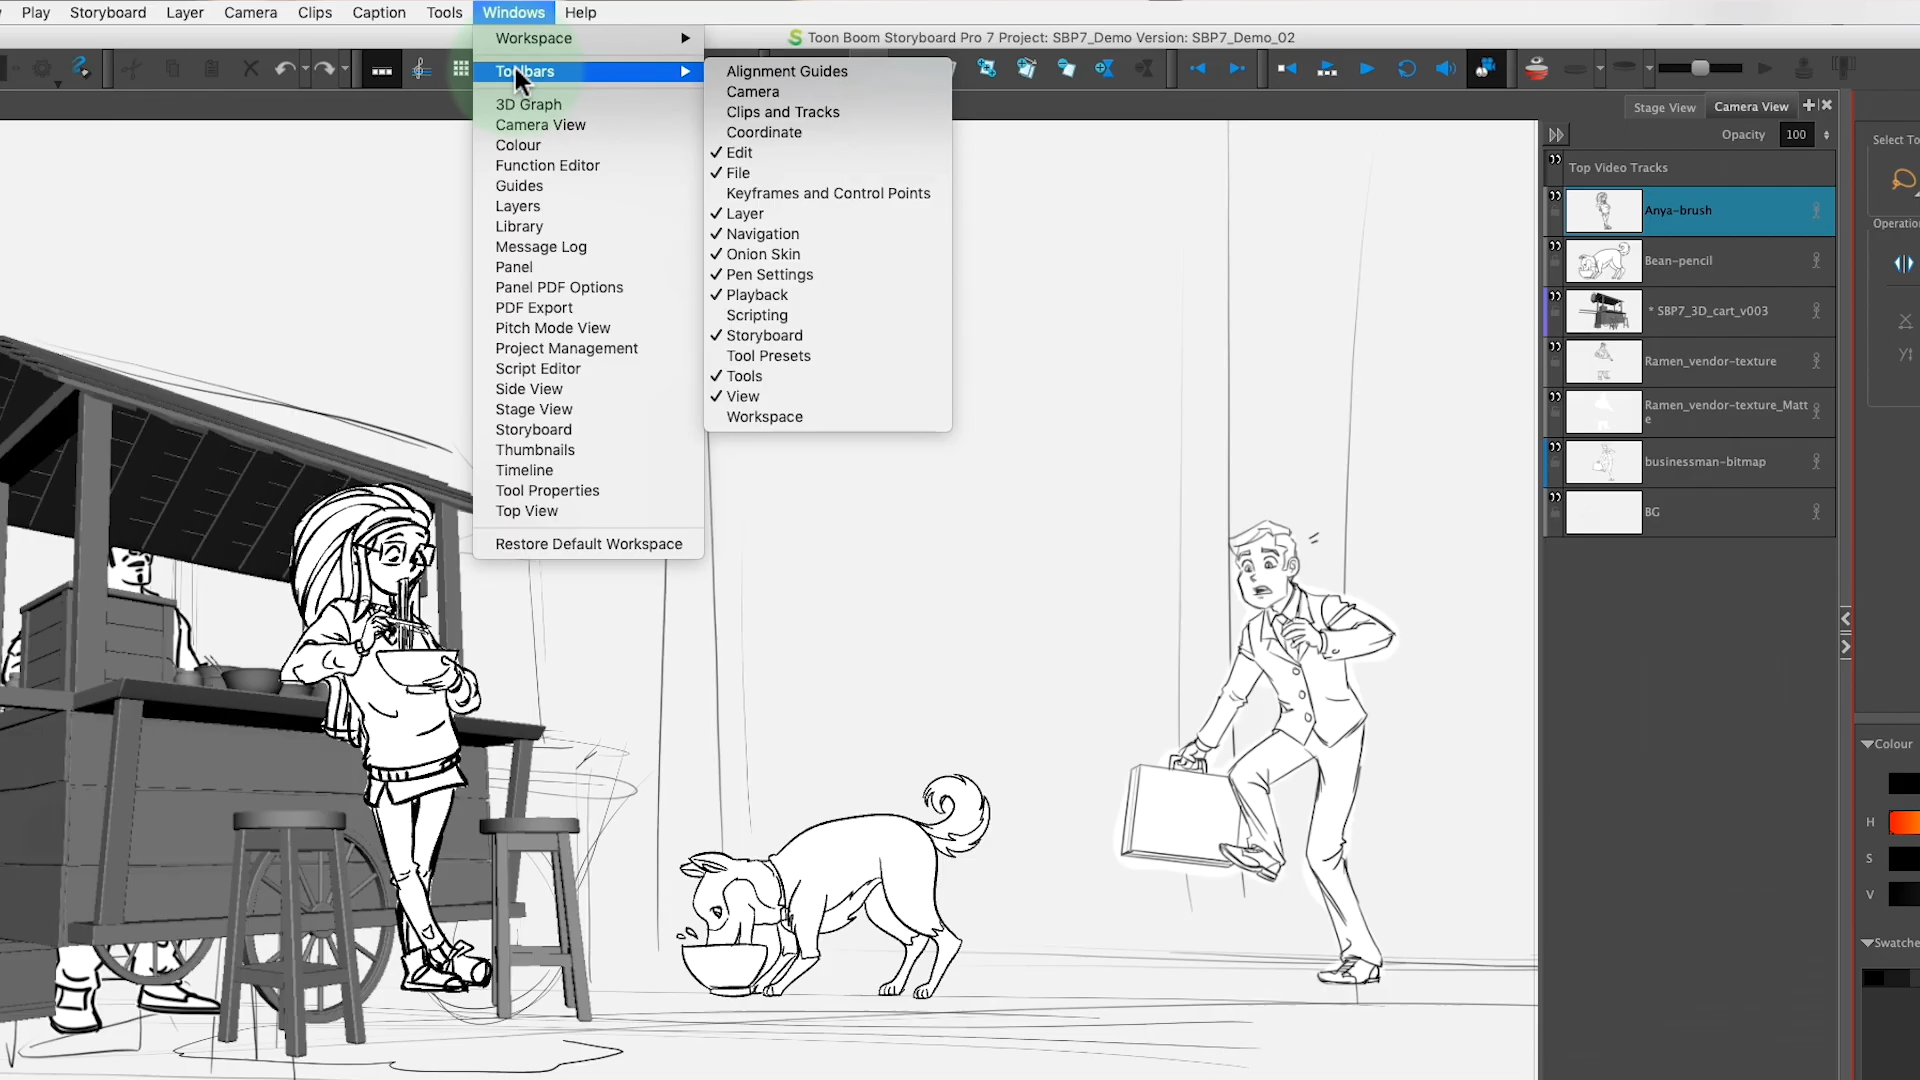 Play Storyboard Layer Camera Clips Caption Tools Windows Help
Toon Boom Storyboard Pro 7 Project: SBP7_Demo Version: SBP7_Demo_02
Workspace
Toolbars
3D Graph
Camera View
Colour
Function Editor
Guides
Layers
Library
Message Log
Panel
Panel PDF Options
PDF Export
Pitch Mode View
Project Management
Script Editor
Side View
Stage View
Storyboard
Thumbnails
Timeline
Tool Properties
Top View
Restore Default Workspace
Alignment Guides
Camera
Clips and Tracks
Coordinate
✓ Edit
✓ File
Keyframes and Control Points
✓ Layer
✓ Navigation
✓ Onion Skin
✓ Pen Settings
✓ Playback
Scripting
✓ Storyboard
Tool Presets
✓ Tools
✓ View
Workspace
Stage View Camera View
Opacity 100
Top Video Tracks
Anya-brush
Bean-pencil
* SBP7_3D_cart_v003
Ramen_vendor-texture
Ramen_vendor-texture_Matt
e
businessman-bitmap
BG
Select To
Operatio
Colour
H
S
V
Swatche